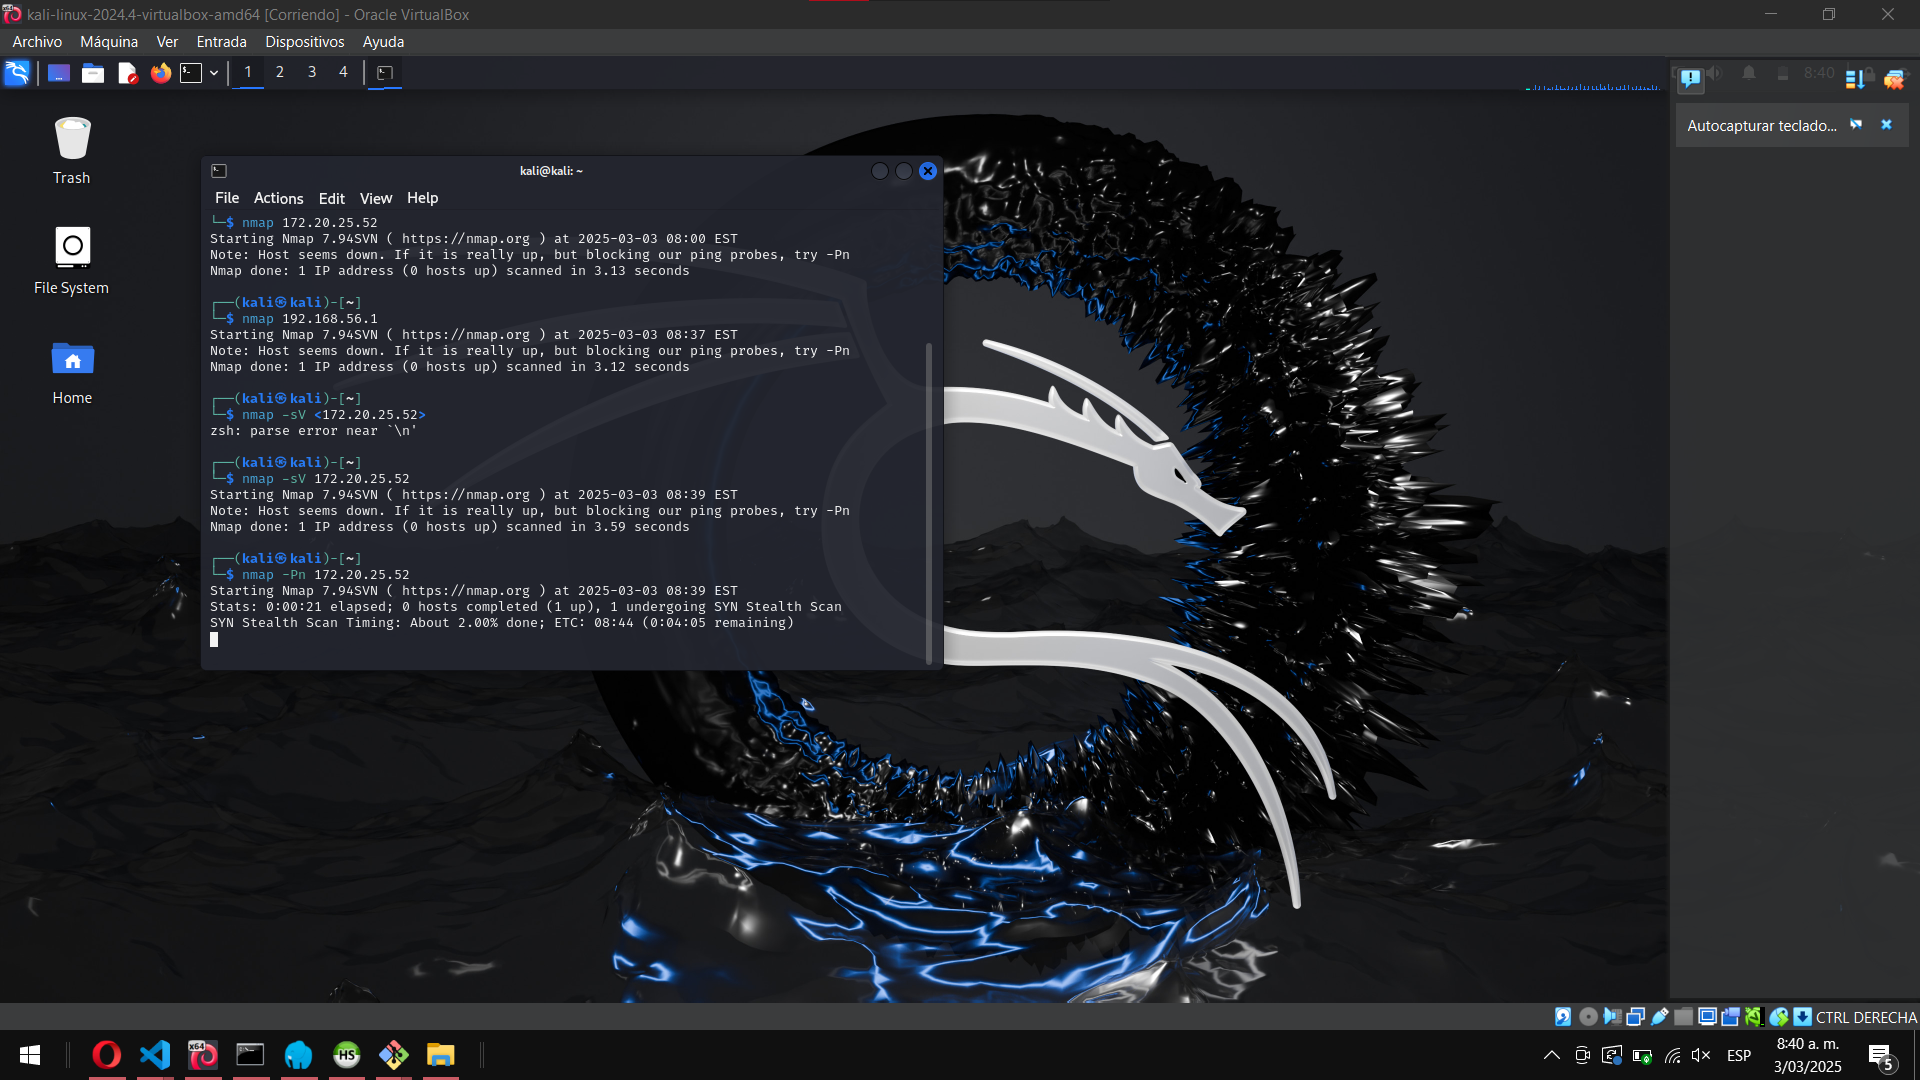 kali-linux-2024.4-virtualbox-amd64 [Corriendo] - Oracle VirtualBox
Archivo Máquina Ver Entrada Dispositivos Ayuda
1 2 3 4
8:40
Autocapturar teclado...
Trash
File System
Home
kali@kali: ~
File Actions Edit View Help
└─$ nmap 172.20.25.52
Starting Nmap 7.94SVN ( https://nmap.org ) at 2025-03-03 08:00 EST
Note: Host seems down. If it is really up, but blocking our ping probes, try -Pn
Nmap done: 1 IP address (0 hosts up) scanned in 3.13 seconds
┌──(kali㉿kali)-[~]
└─$ nmap 192.168.56.1
Starting Nmap 7.94SVN ( https://nmap.org ) at 2025-03-03 08:37 EST
Note: Host seems down. If it is really up, but blocking our ping probes, try -Pn
Nmap done: 1 IP address (0 hosts up) scanned in 3.12 seconds
┌──(kali㉿kali)-[~]
└─$ nmap -sV <172.20.25.52>
zsh: parse error near `\n'
┌──(kali㉿kali)-[~]
└─$ nmap -sV 172.20.25.52
Starting Nmap 7.94SVN ( https://nmap.org ) at 2025-03-03 08:39 EST
Note: Host seems down. If it is really up, but blocking our ping probes, try -Pn
Nmap done: 1 IP address (0 hosts up) scanned in 3.59 seconds
┌──(kali㉿kali)-[~]
└─$ nmap -Pn 172.20.25.52
Starting Nmap 7.94SVN ( https://nmap.org ) at 2025-03-03 08:39 EST
Stats: 0:00:21 elapsed; 0 hosts completed (1 up), 1 undergoing SYN Stealth Scan
SYN Stealth Scan Timing: About 2.00% done; ETC: 08:44 (0:04:05 remaining)
CTRL DERECHA
x64
HS
ESP
8:40 a. m.
3/03/2025
5